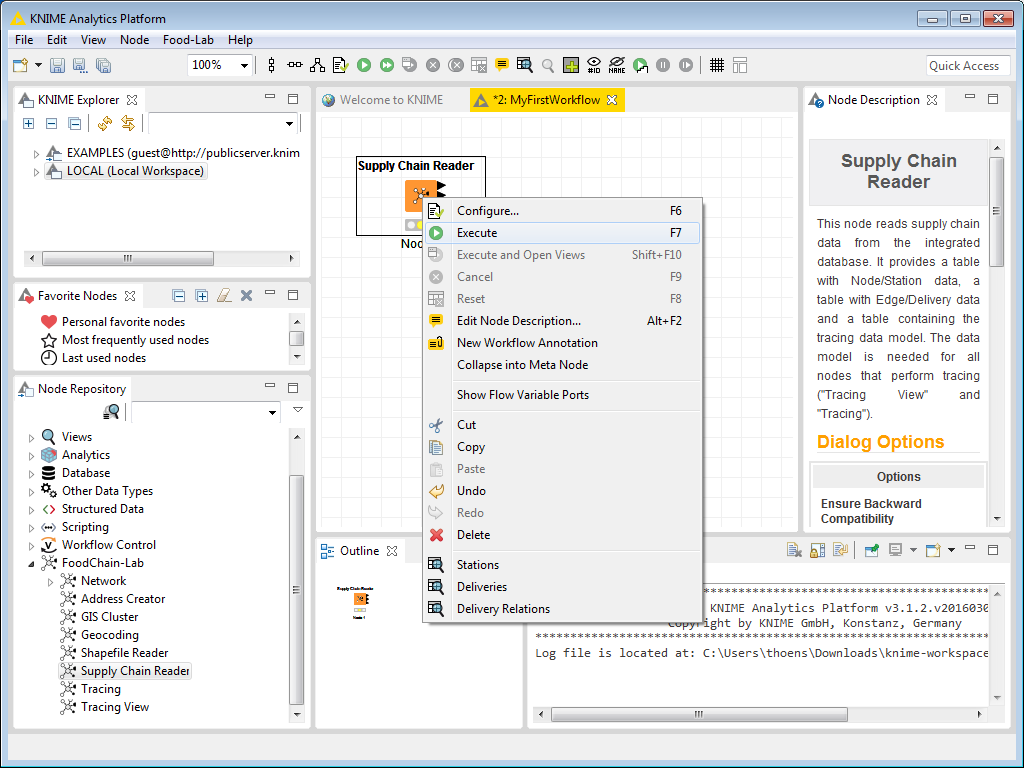 KNIME Analytics Platform
File Edit View Node Food-Lab Help
100%
#ID
NAME
Quick Access
KNIME Explorer
EXAMPLES (guest@http://publicserver.knim
LOCAL (Local Workspace)
Favorite Nodes
Personal favorite nodes
Most frequently used nodes
Last used nodes
Node Repository
Views
Analytics
Database
Other Data Types
Structured Data
Scripting
Workflow Control
FoodChain-Lab
Network
Address Creator
GIS Cluster
Geocoding
Shapefile Reader
Supply Chain Reader
Tracing
Tracing View
Welcome to KNIME
*2: MyFirstWorkflow
Supply Chain Reader
Noo
Configure... F6
Execute F7
Execute and Open Views Shift+F10
Cancel F9
Reset F8
Edit Node Description... Alt+F2
New Workflow Annotation
Collapse into Meta Node
Show Flow Variable Ports
Cut
Copy
Paste
Undo
Redo
Delete
Stations
Deliveries
Delivery Relations
Outline
Supply Chain Reader
Node 1
Node Description
Supply Chain
Reader
This node reads supply chain
data from the integrated
database. It provides a table
with Node/Station data, a
table with Edge/Delivery data
and a table containing the
tracing data model. The data
model is needed for all
nodes that perform tracing
("Tracing View" and
"Tracing").
Dialog Options
Options
Ensure Backward
Compatibility
KNIME Analytics Platform v3.1.2.v2016030
Copyright by KNIME GmbH, Konstanz, Germany
Log file is located at: C:\Users\thoens\Downloads\knime-workspace